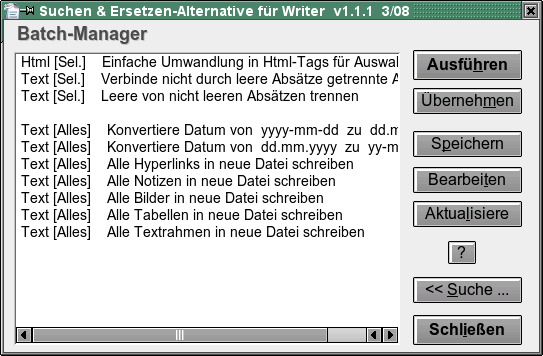 Suchen & Ersetzen-Alternative für Writer v1.1.1 3/08
Batch-Manager
Html [Sel.] Einfache Umwandlung in Html-Tags für Auswal
Text [Sel.] Verbinde nicht durch leere Absätze getrennte A
Text [Sel.] Leere von nicht leeren Absätzen trennen
Text [Alles] Konvertiere Datum von yyyy-mm-dd zu dd.m
Text [Alles] Konvertiere Datum von dd.mm.yyyy zu yy-m
Text [Alles] Alle Hyperlinks in neue Datei schreiben
Text [Alles] Alle Notizen in neue Datei schreiben
Text [Alles] Alle Bilder in neue Datei schreiben
Text [Alles] Alle Tabellen in neue Datei schreiben
Text [Alles] Alle Textrahmen in neue Datei schreiben
Ausführen
Übernehmen
Speichern
Bearbeiten
Aktualisiere
?
<< Suche ...
Schließen